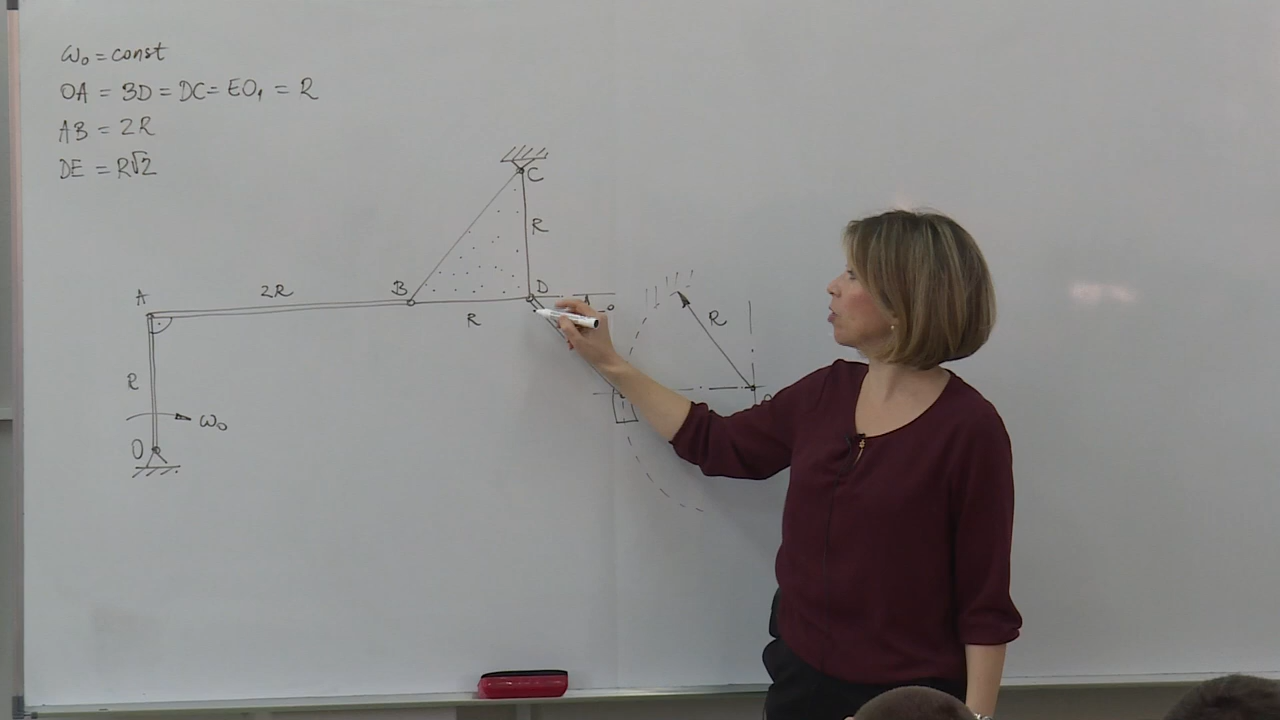 ω₀ = const
OA = BD = DC = EO₁ = R
AB = 2R
DE = R√2
C
R
A
2R
B
D
R
R
R
ω₀
O